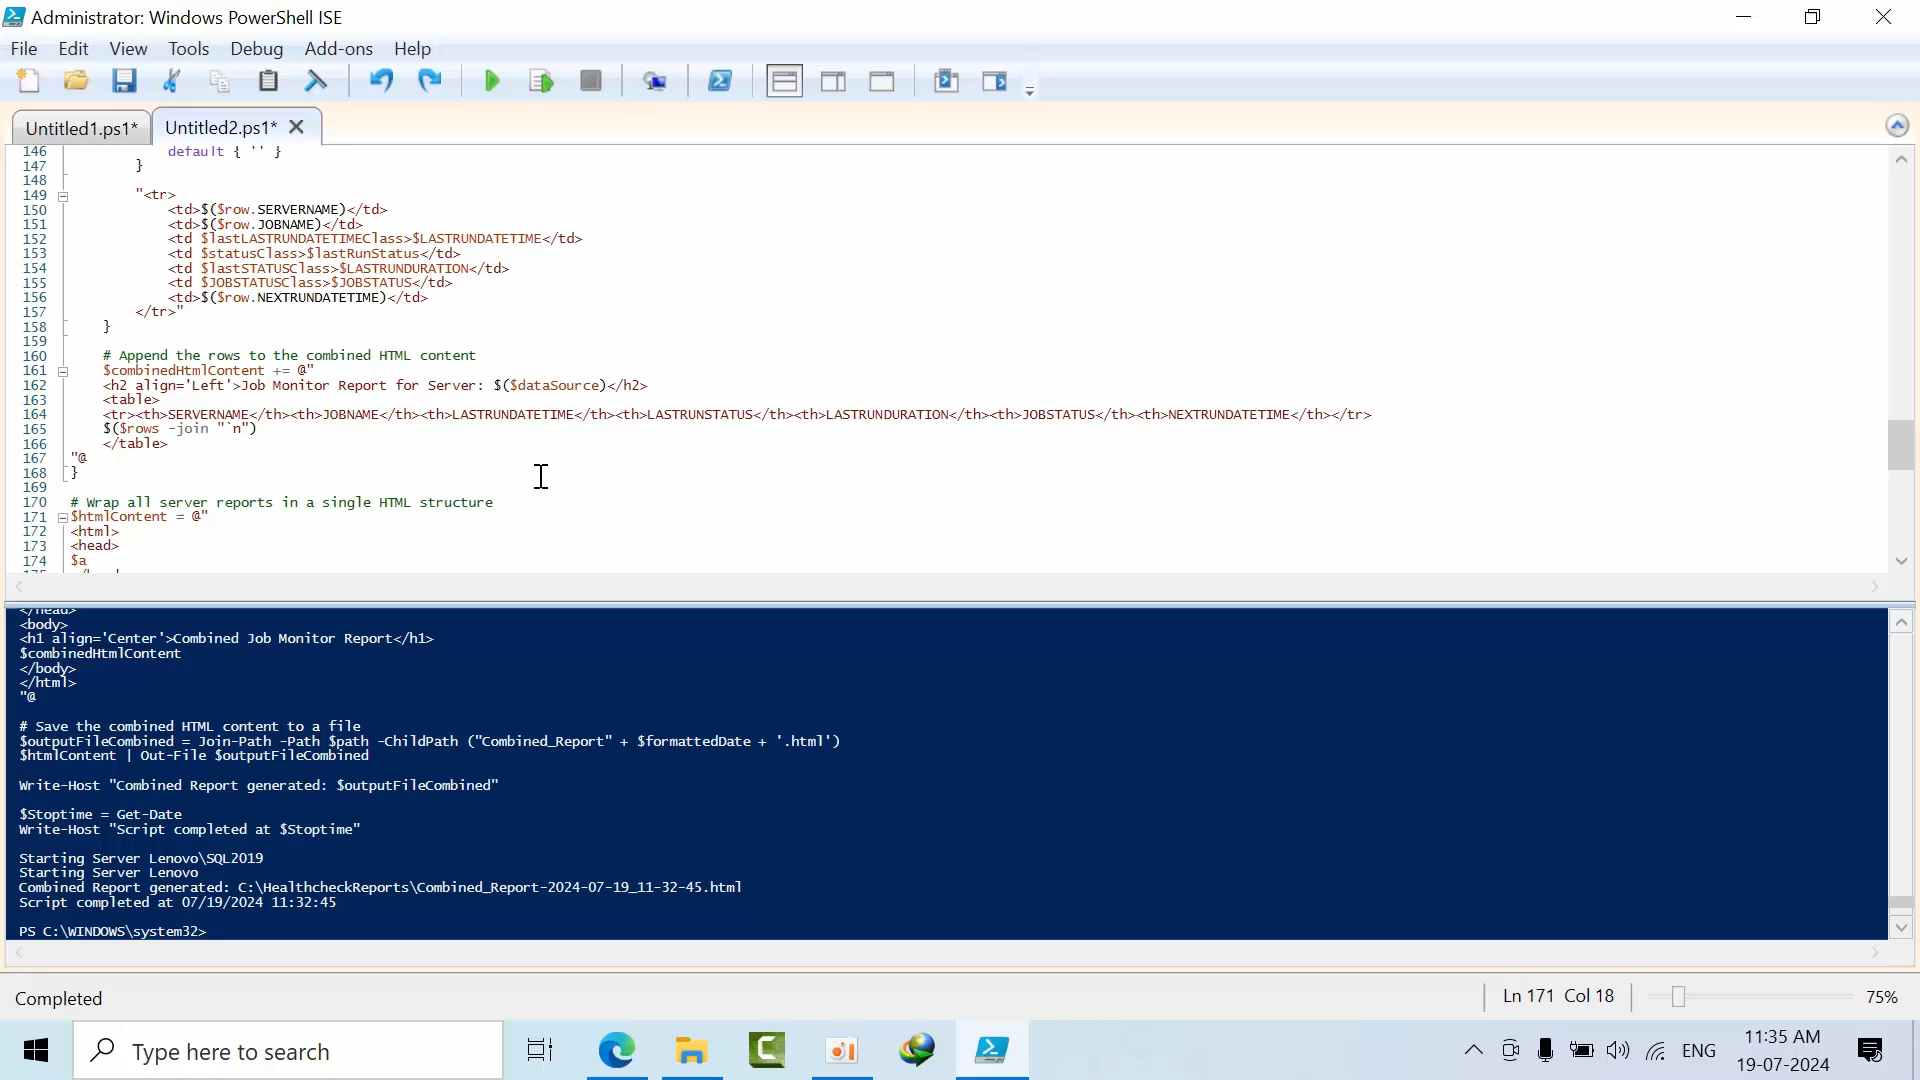 Administrator: Windows PowerShell ISE
File Edit View Tools Debug Add-ons Help
Untitled1.ps1* Untitled2.ps1*
146 default { '' }
147 }
148
149 "<tr>
150 <td>$($row.SERVERNAME)</td>
151 <td>$($row.JOBNAME)</td>
152 <td $lastLASTRUNDATETIMEClass>$LASTRUNDATETIME</td>
153 <td $statusClass>$lastRunStatus</td>
154 <td $lastSTATUSClass>$LASTRUNDURATION</td>
155 <td $JOBSTATUSClass>$JOBSTATUS</td>
156 <td>$($row.NEXTRUNDATETIME)</td>
157 </tr>"
158 }
159
160 # Append the rows to the combined HTML content
161 $combinedHtmlContent += @"
162 <h2 align='Left'>Job Monitor Report for Server: $($dataSource)</h2>
163 <table>
164 <tr><th>SERVERNAME</th><th>JOBNAME</th><th>LASTRUNDATETIME</th><th>LASTRUNSTATUS</th><th>LASTRUNDURATION</th><th>JOBSTATUS</th><th>NEXTRUNDATETIME</th></tr>
165 $($rows -join "`n")
166 </table>
167 "@
168 }
169
170 # Wrap all server reports in a single HTML structure
171 $htmlContent = @"
172 <html>
173 <head>
174 $a
</head>
<body>
<h1 align='Center'>Combined Job Monitor Report</h1>
$combinedHtmlContent
</body>
</html>
"@
# Save the combined HTML content to a file
$outputFileCombined = Join-Path -Path $path -ChildPath ("Combined_Report" + $formattedDate + '.html')
$htmlContent | Out-File $outputFileCombined
Write-Host "Combined Report generated: $outputFileCombined"
$Stoptime = Get-Date
Write-Host "Script completed at $Stoptime"
Starting Server Lenovo\SQL2019
Starting Server Lenovo
Combined Report generated: C:\HealthcheckReports\Combined_Report-2024-07-19_11-32-45.html
Script completed at 07/19/2024 11:32:45
PS C:\WINDOWS\system32>
Completed Ln 171 Col 18 75%
Type here to search ENG 11:35 AM
19-07-2024